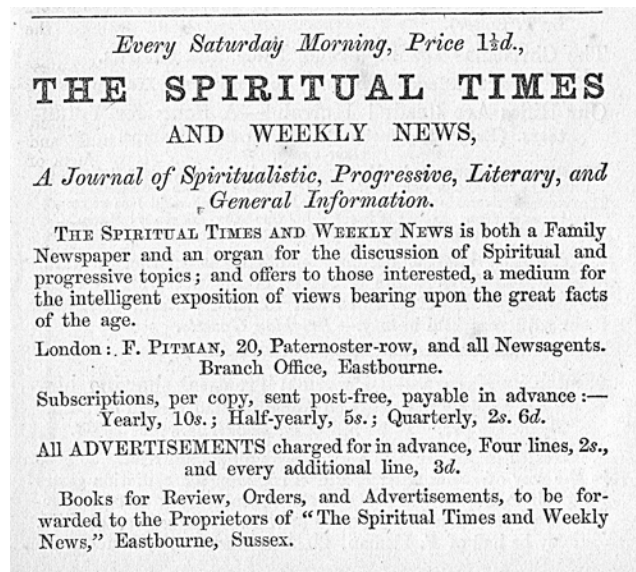 Every Saturday Morning, Price 1½d.,
THE SPIRITUAL TIMES
AND WEEKLY NEWS,
A Journal of Spiritualistic, Progressive, Literary, and
General Information.
THE SPIRITUAL TIMES AND WEEKLY NEWS is both a Family
Newspaper and an organ for the discussion of Spiritual and
progressive topics; and offers to those interested, a medium for
the intelligent exposition of views bearing upon the great facts
of the age.
London: F. PITMAN, 20, Paternoster-row, and all Newsagents.
Branch Office, Eastbourne.
Subscriptions, per copy, sent post-free, payable in advance:—
Yearly, 10s.; Half-yearly, 5s.; Quarterly, 2s. 6d.
All ADVERTISEMENTS charged for in advance, Four lines, 2s.,
and every additional line, 3d.
Books for Review, Orders, and Advertisements, to be for-
warded to the Proprietors of “The Spiritual Times and Weekly
News,” Eastbourne, Sussex.